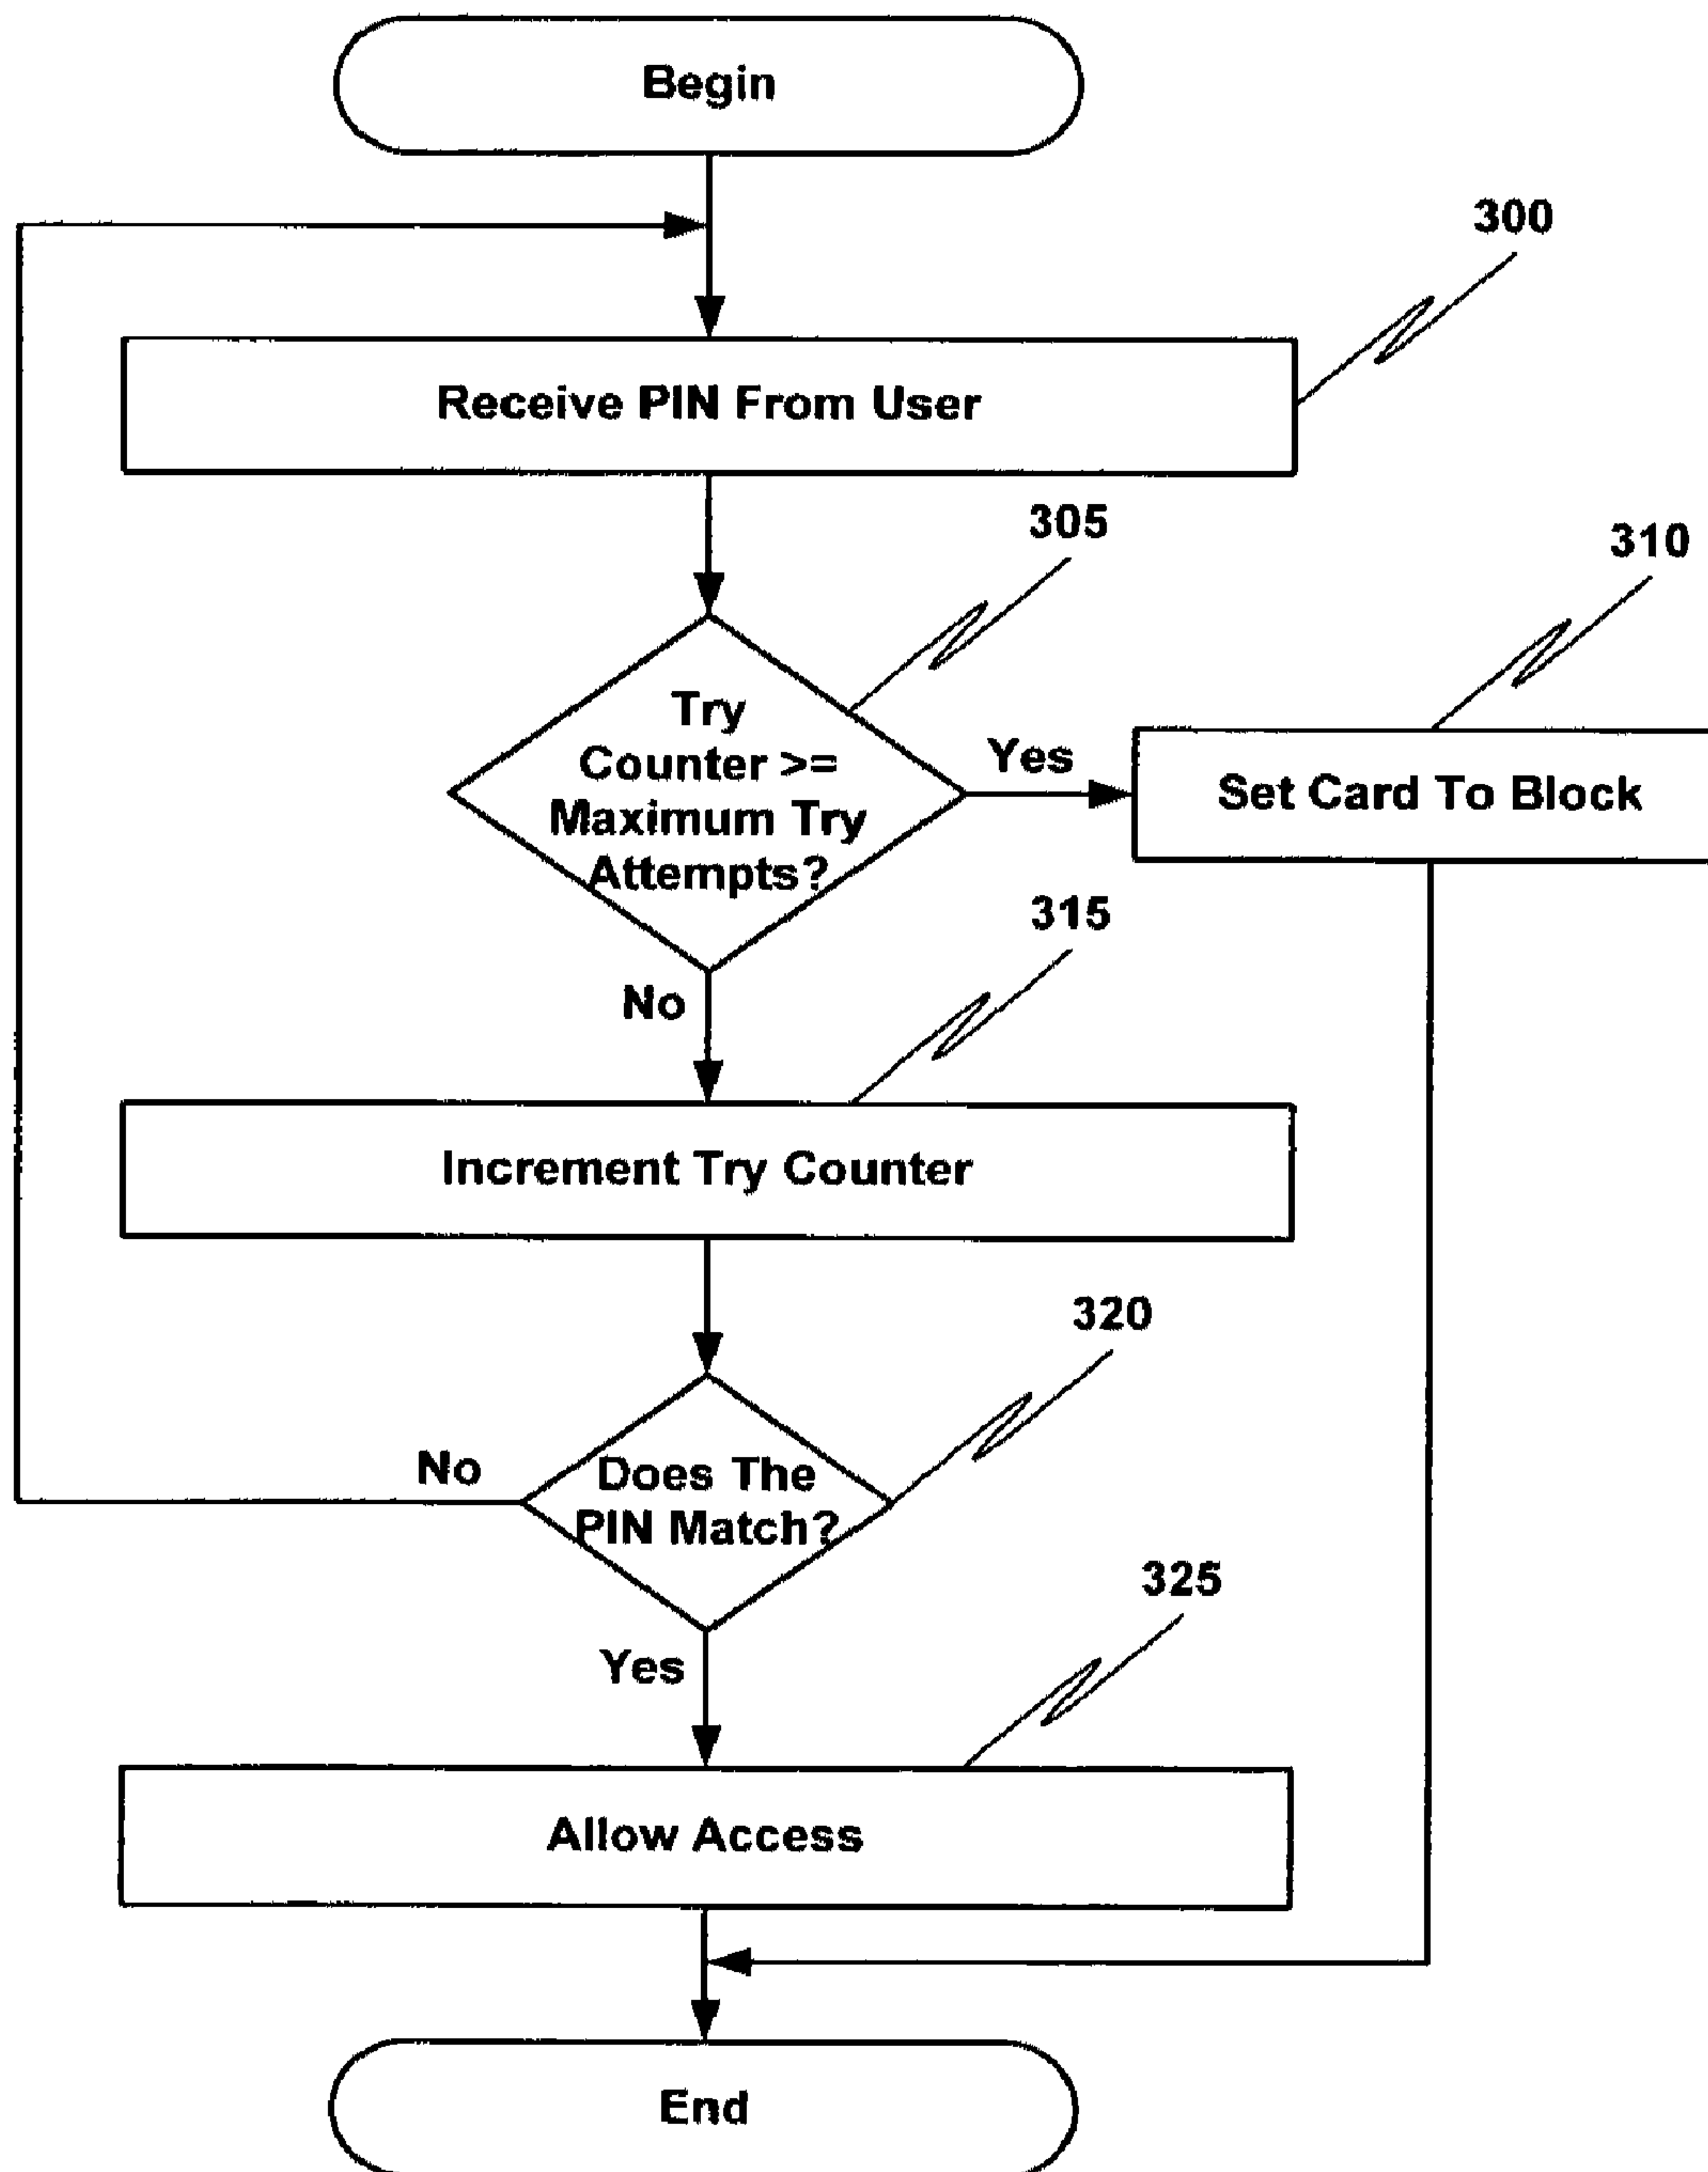 Begin
300
Receive PIN From User
305
310
Try
Counter >=
Maximum Try
Attempts?
Yes
Set Card To Block
315
No
Increment Try Counter
320
No
Does The
PIN Match?
325
Yes
Allow Access
End